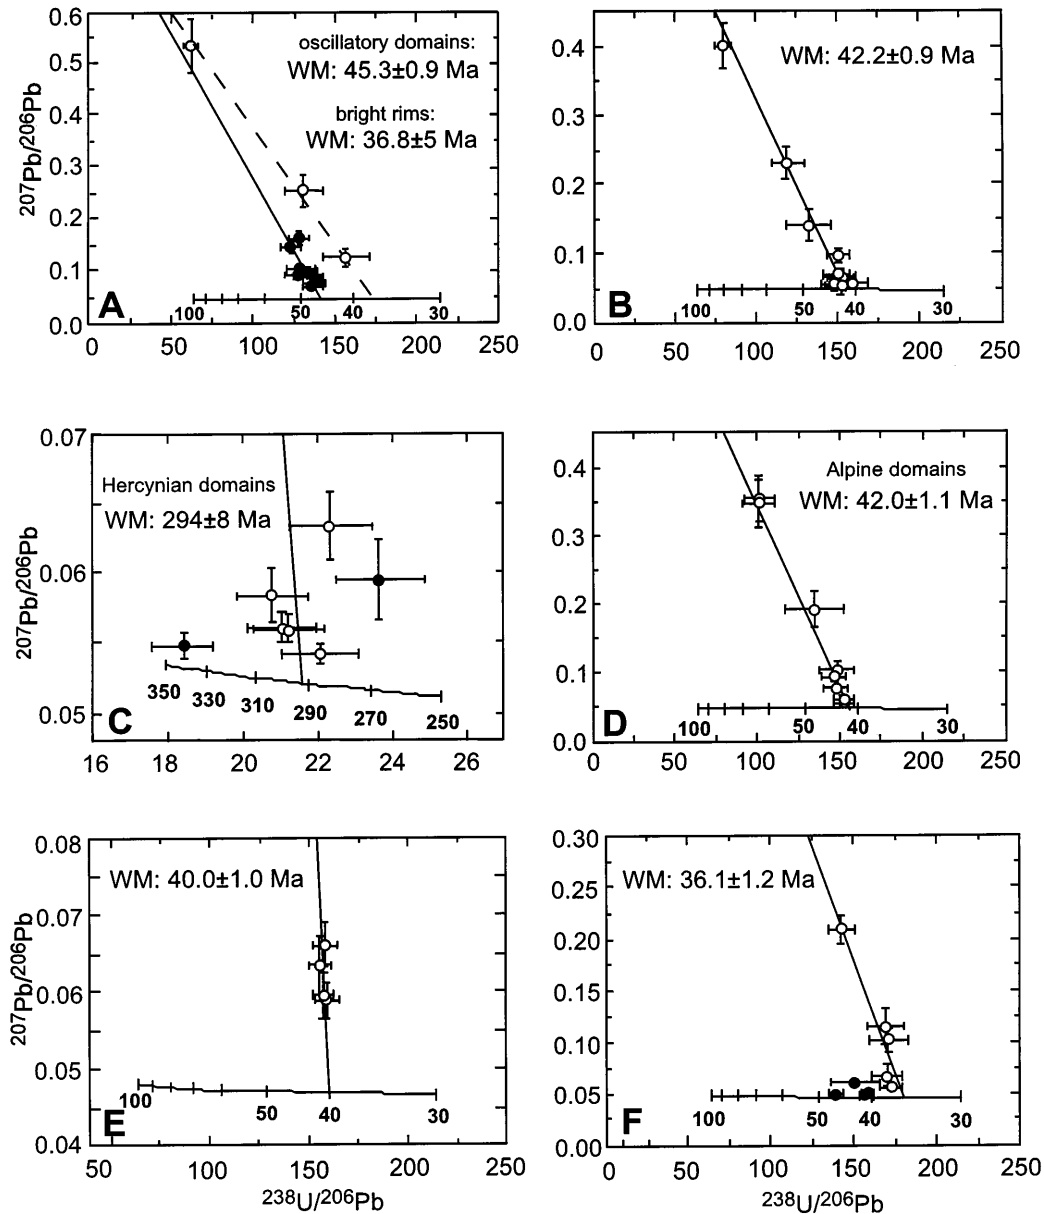 0.6
0.5
0.4
0.3
0.2
0.1
0.0
207Pb/206Pb
oscillatory domains:
WM: 45.3±0.9 Ma
bright rims:
WM: 36.8±5 Ma
A
100 50 40 30
0 50 100 150 200 250
0.4
0.3
0.2
0.1
0.0
WM: 42.2±0.9 Ma
B
100 50 40 30
0 50 100 150 200 250
0.07
0.06
0.05
207Pb/206Pb
Hercynian domains
WM: 294±8 Ma
C
350 330 310 290 270 250
16 18 20 22 24 26
0.4
0.3
0.2
0.1
0.0
Alpine domains
WM: 42.0±1.1 Ma
D
100 50 40 30
0 50 100 150 200 250
0.08
0.07
0.06
0.05
0.04
207Pb/206Pb
WM: 40.0±1.0 Ma
E
100 50 40 30
50 100 150 200 250
238U/206Pb
0.30
0.25
0.20
0.15
0.10
0.05
0.00
WM: 36.1±1.2 Ma
F
100 50 40 30
0 50 100 150 200 250
238U/206Pb